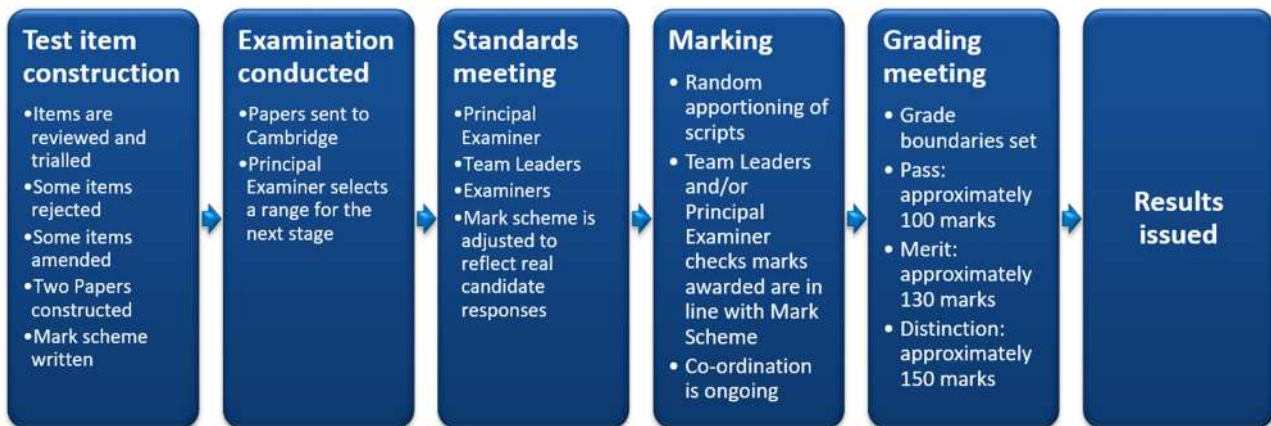 Test item
construction
•Items are
reviewed and
trialled
•Some items
rejected
•Some items
amended
•Two Papers
constructed
•Mark scheme
written
Examination
conducted
•Papers sent to
Cambridge
•Principal
Examiner selects
a range for the
next stage
Standards
meeting
•Principal
Examiner
•Team Leaders
•Examiners
•Mark scheme is
adjusted to
reflect real
candidate
responses
Marking
• Random
apportioning of
scripts
• Team Leaders
and/or
Principal
Examiner
checks marks
awarded are in
line with Mark
Scheme
• Co-ordination
is ongoing
Grading
meeting
• Grade
boundaries set
• Pass:
approximately
100 marks
• Merit:
approximately
130 marks
• Distinction:
approximately
150 marks
Results
issued